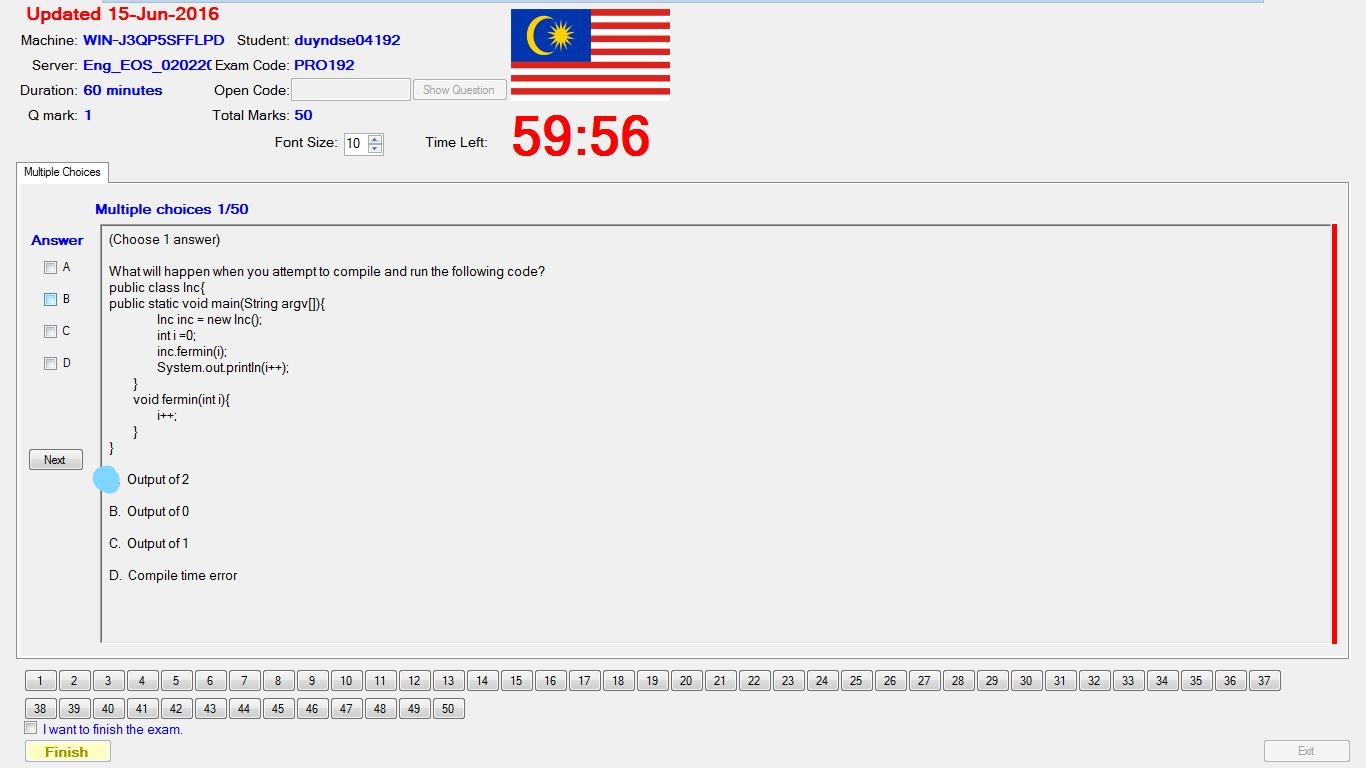 Updated 15-Jun-2016
Machine: WIN-J3QP5SFFLPD Student: duyndse04192
Server: Eng_EOS_020220 Exam Code: PRO192
Duration: 60 minutes Open Code: Show Question
Q mark: 1 Total Marks: 50
Font Size: 10 Time Left: 59:56
Multiple Choices
Multiple choices 1/50
Answer
A
B
C
D
Next
(Choose 1 answer)
What will happen when you attempt to compile and run the following code?
public class Inc{
public static void main(String argv[]){
Inc inc = new Inc();
int i =0;
inc.fermin(i);
System.out.println(i++);
}
void fermin(int i){
i++;
}
}
Output of 2
B. Output of 0
C. Output of 1
D. Compile time error
1 2 3 4 5 6 7 8 9 10 11 12 13 14 15 16 17 18 19 20 21 22 23 24 25 26 27 28 29 30 31 32 33 34 35 36 37
38 39 40 41 42 43 44 45 46 47 48 49 50
I want to finish the exam.
Finish Exit